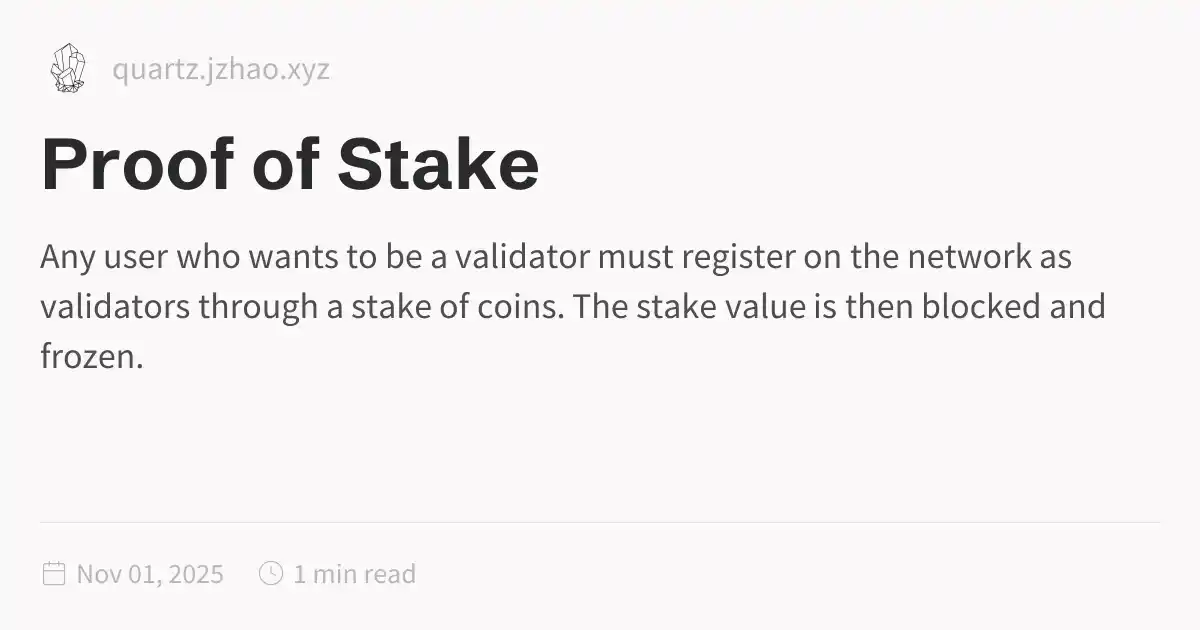 quartz.jzhao.xyz
Proof of Stake
Any user who wants to be a validator must register on the network as
validators through a stake of coins. The stake value is then blocked and
frozen.
Nov 01, 2025 1 min read